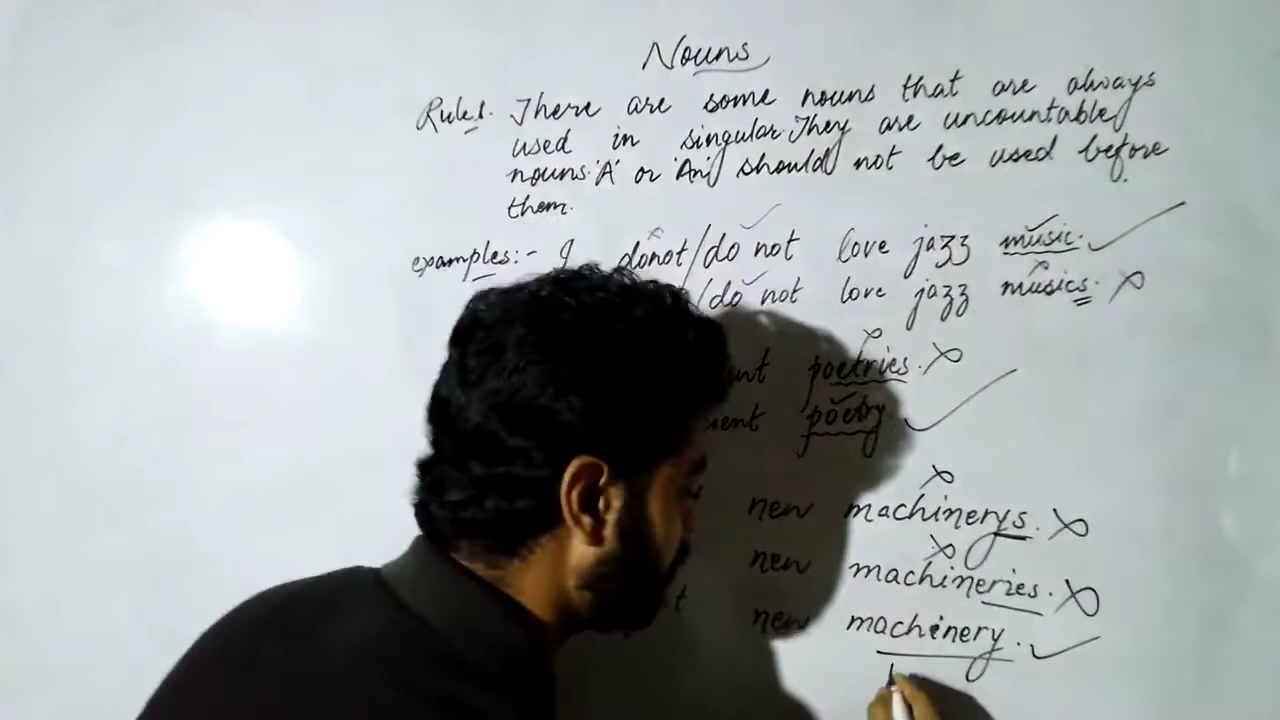 Nouns
Rule 1. There are some nouns that are always
used in singular. They are uncountable
nouns. 'A' or 'An' should not be used before
them.
examples:- I donot/do not love jazz music.
/do not love jazz musics.
poetries.
poetry
new machinerys.
new machineries.
new machinery.